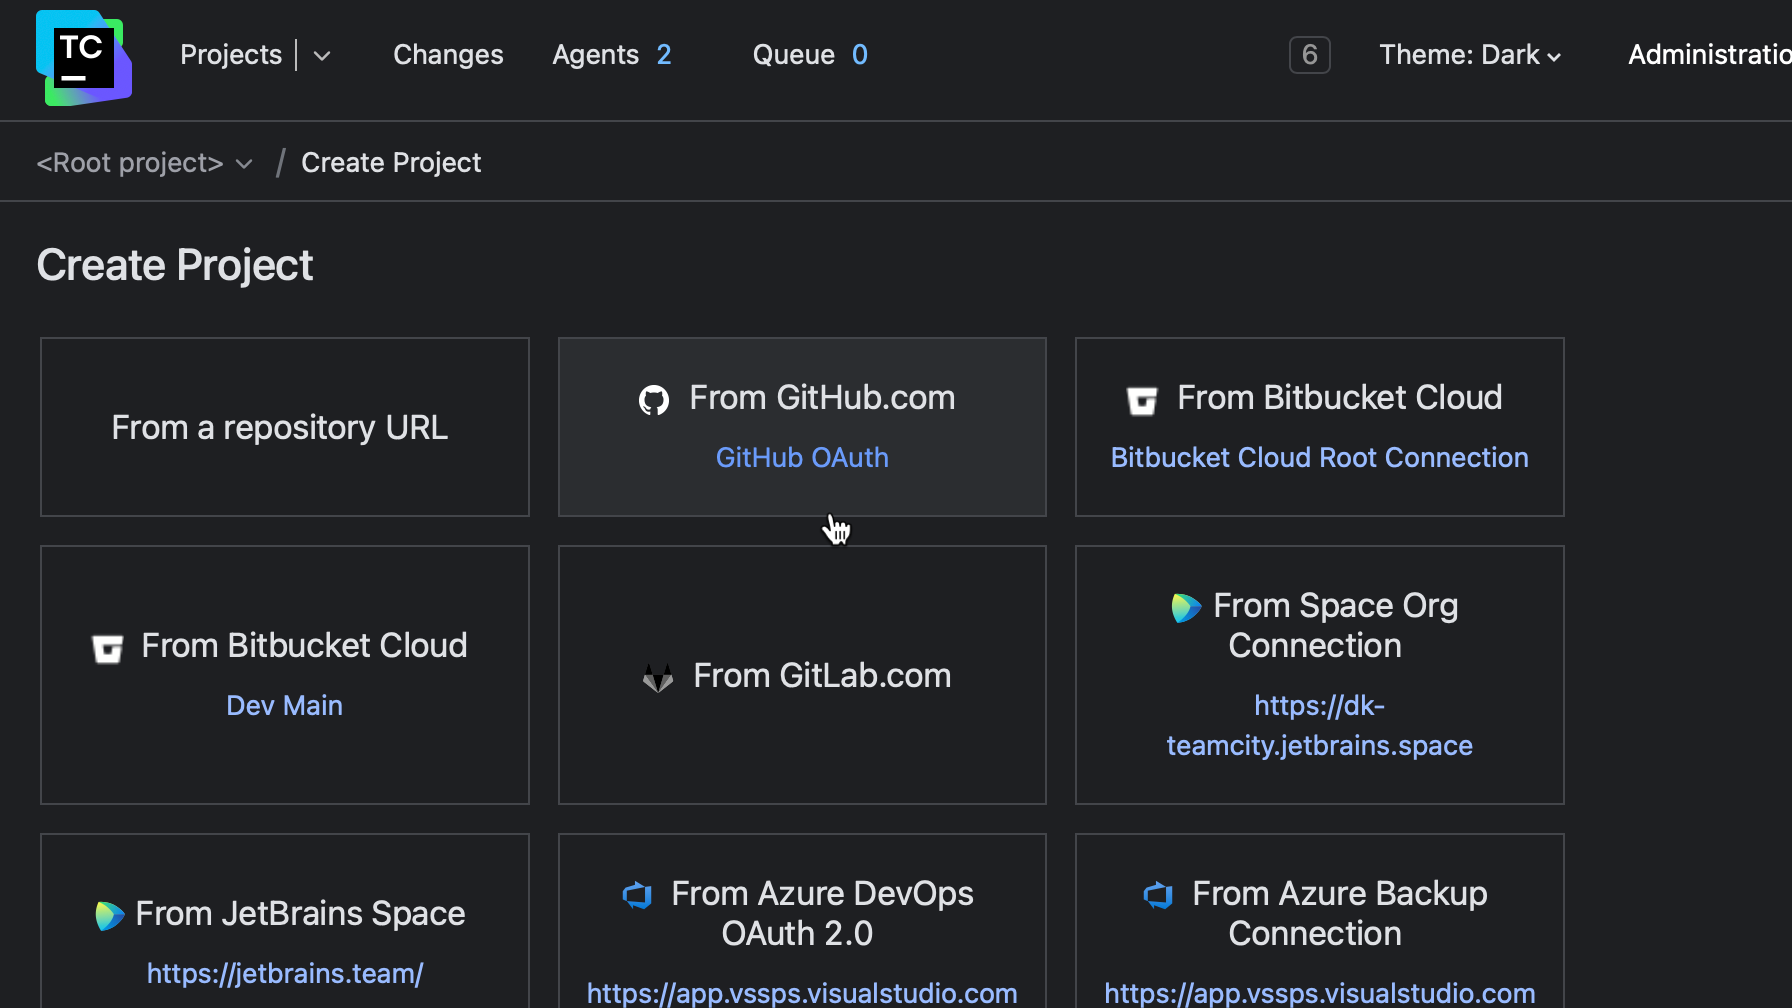 TC
Projects
Changes
Agents 2
Queue 0
6
Theme: Dark
Administratio
<Root project> / Create Project
Create Project
From a repository URL
From GitHub.com
GitHub OAuth
From Bitbucket Cloud
Bitbucket Cloud Root Connection
From Bitbucket Cloud
Dev Main
From GitLab.com
From Space Org
Connection
https://dk-
teamcity.jetbrains.space
From JetBrains Space
https://jetbrains.team/
From Azure DevOps
OAuth 2.0
https://app.vssps.visualstudio.com
From Azure Backup
Connection
https://app.vssps.visualstudio.com